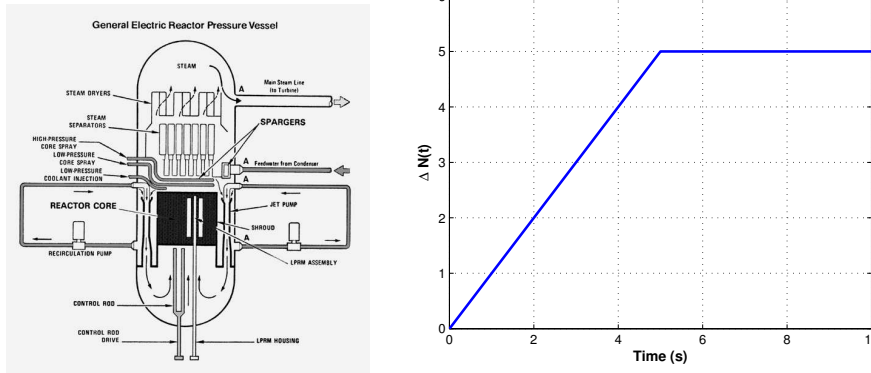 General Electric Reactor Pressure Vessel
STEAM
A
Main Steam Line
(to Turbine)
STEAM DRYERS
STEAM
SEPARATORS
SPARGERS
HIGH-PRESSURE
CORE SPRAY
LOW-PRESSURE
CORE SPRAY
LOW-PRESSURE
COOLANT INJECTION
A
Feedwater from Condenser
A
REACTOR CORE
JET PUMP
A
SHROUD
RECIRCULATION PUMP
LPRM ASSEMBLY
CONTROL ROD
CONTROL ROD
DRIVE
LPRM HOUSING
5
4
3
2
1
0
Δ N(t)
0 2 4 6 8
Time (s)